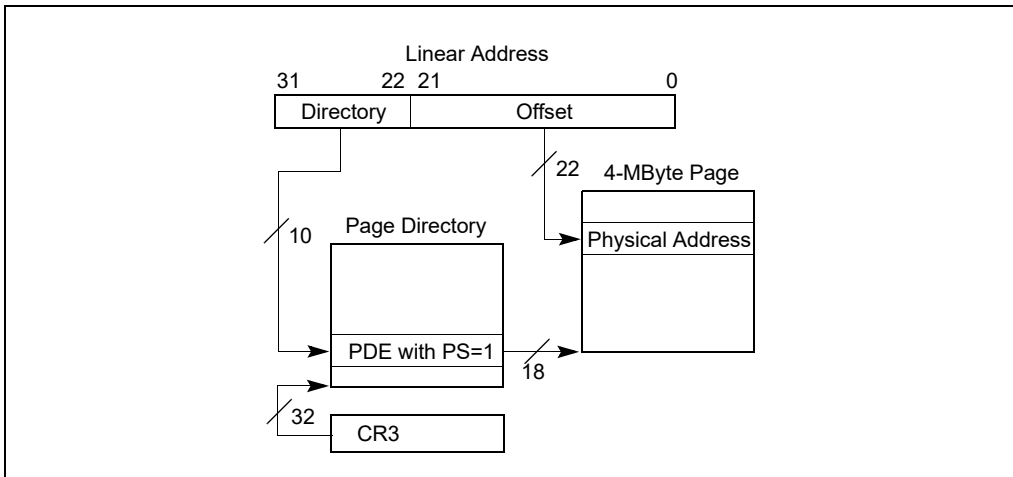 Linear Address
31 22 21 0
Directory Offset
22 4-MByte Page
10 Page Directory Physical Address
PDE with PS=1
18
32
CR3